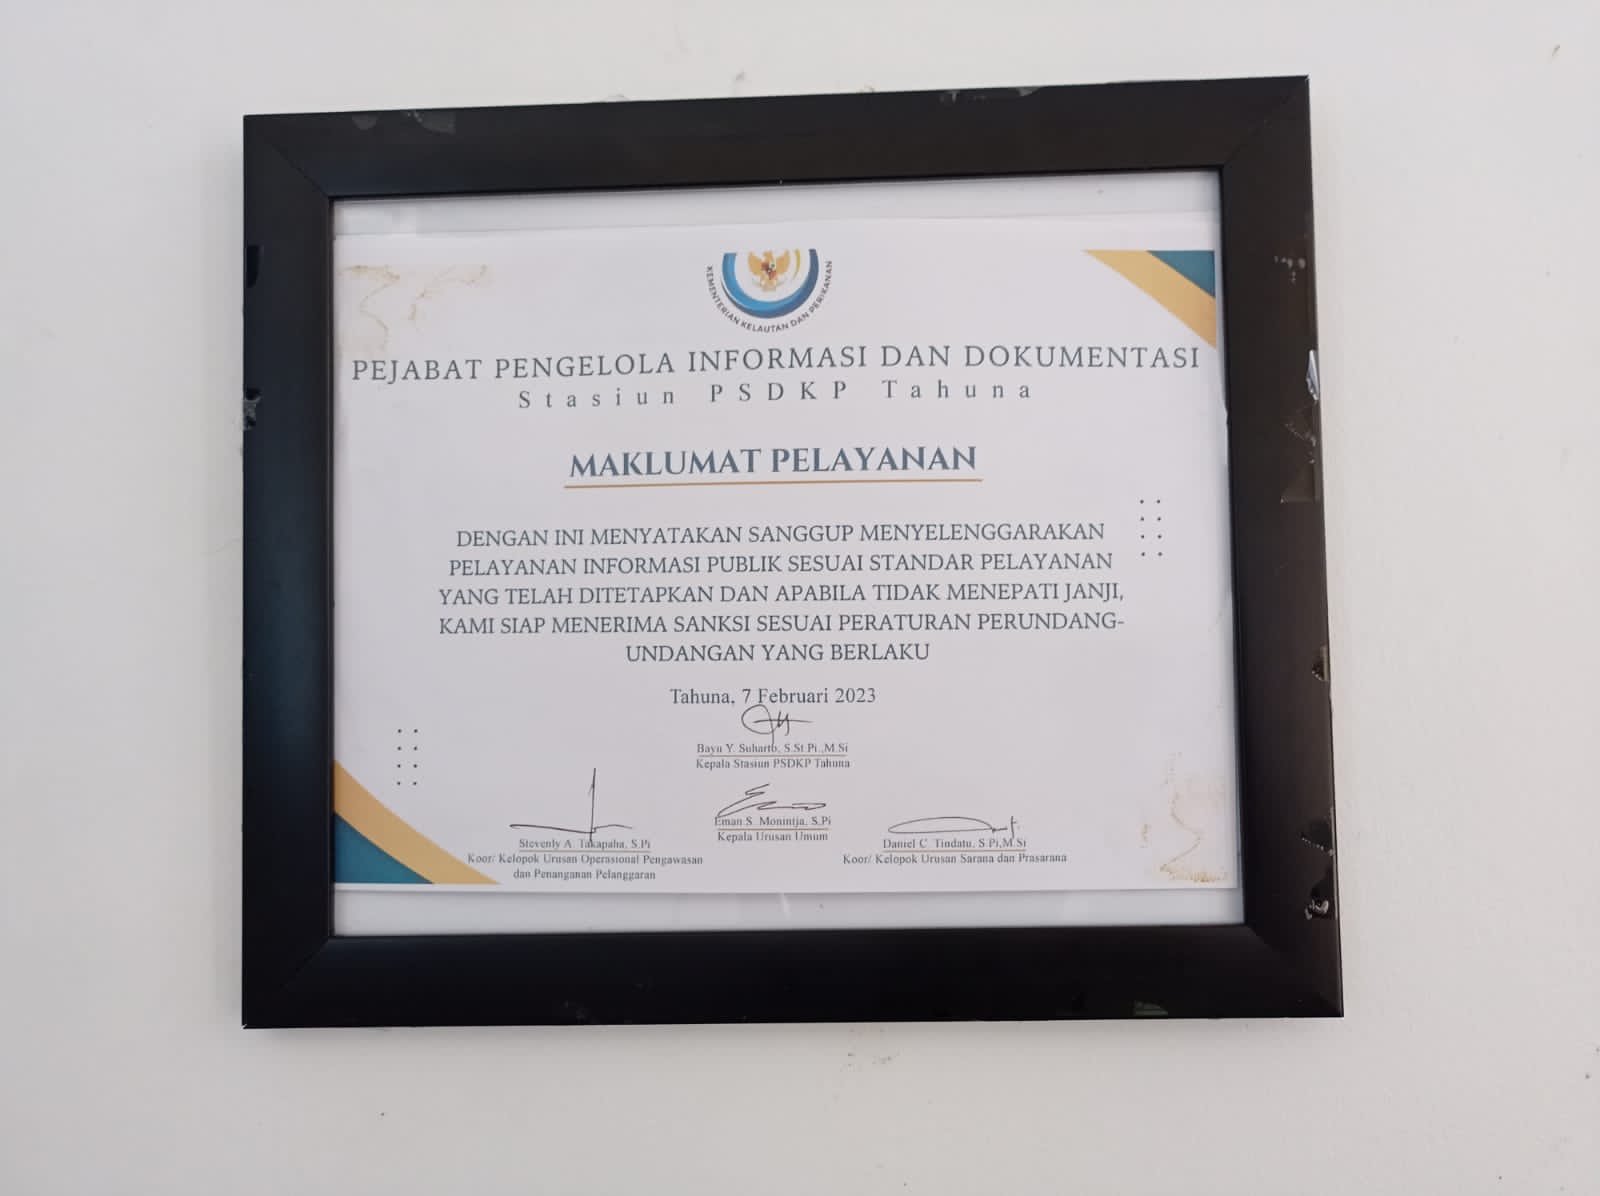 KEMENTERIAN KELAUTAN DAN PERIKANAN
PEJABAT PENGELOLA INFORMASI DAN DOKUMENTASI
Stasiun PSDKP Tahuna
MAKLUMAT PELAYANAN
DENGAN INI MENYATAKAN SANGGUP MENYELENGGARAKAN
PELAYANAN INFORMASI PUBLIK SESUAI STANDAR PELAYANAN
YANG TELAH DITETAPKAN DAN APABILA TIDAK MENEPATI JANJI,
KAMI SIAP MENERIMA SANKSI SESUAI PERATURAN PERUNDANG-
UNDANGAN YANG BERLAKU
Tahuna, 7 Februari 2023
Bayu Y. Suharto, S.St.Pi.,M.Si
Kepala Stasiun PSDKP Tahuna
Stevenly A. Takapaha, S.Pi
Koor/ Kelopok Urusan Operasional Pengawasan
dan Penanganan Pelanggaran
Eman S. Monintja, S.Pi
Kepala Urusan Umum
Daniel C. Tindatu, S.Pi,M.Si
Koor/ Kelopok Urusan Sarana dan Prasarana